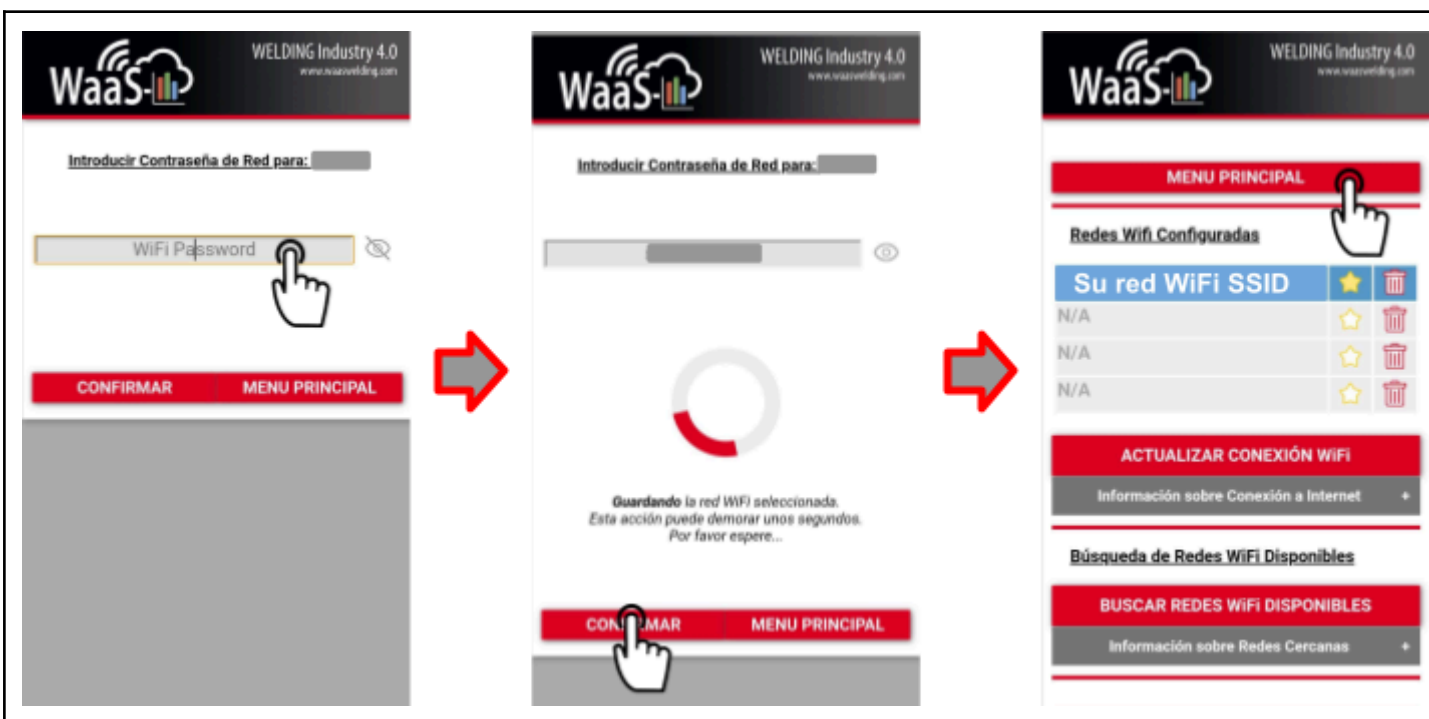 WaaS-
WELDING Industry 4.0
www.waaswelding.com
Introducir Contraseña de Red para:
WiFi Password
CONFIRMAR MENU PRINCIPAL
WaaS-
WELDING Industry 4.0
www.waaswelding.com
Introducir Contraseña de Red para:
Guardando la red WiFi seleccionada.
Esta acción puede demorar unos segundos.
Por favor espere...
CONFIRMAR MENU PRINCIPAL
WaaS-
WELDING Industry 4.0
www.waaswelding.com
MENU PRINCIPAL
Redes Wifi Configuradas
Su red WiFi SSID
N/A
N/A
N/A
ACTUALIZAR CONEXIÓN WiFi
Información sobre Conexión a Internet +
Búsqueda de Redes WiFi Disponibles
BUSCAR REDES WiFi DISPONIBLES
Información sobre Redes Cercanas +